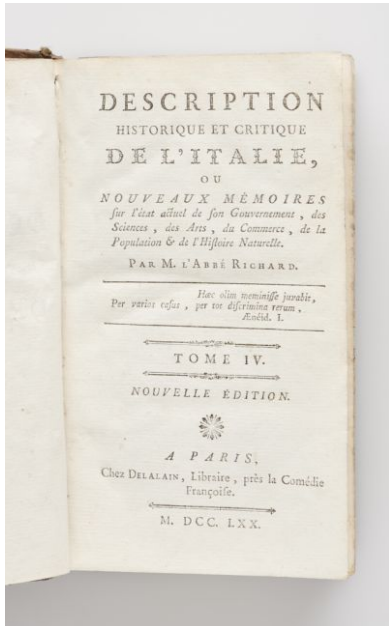 DESCRIPTION
HISTORIQUE ET CRITIQUE
DE L'ITALIE,
OU
NOUVEAUX MÉMOIRES
ſur l'état actuel de ſon Gouvernement, des
Sciences, des Arts, du Commerce, de la
Population & de l'Hiſtoire Naturelle.
PAR M. L'ABBÉ RICHARD.
Hæc olim meminiſſe juvabit,
Per varios caſus, per tot diſcrimina rerum,
Æneid. I.
TOME IV.
NOUVELLE ÉDITION.
A PARIS,
Chez DELALAIN, Libraire, près la Comédie
Françoiſe.
M. DCC. LXX.